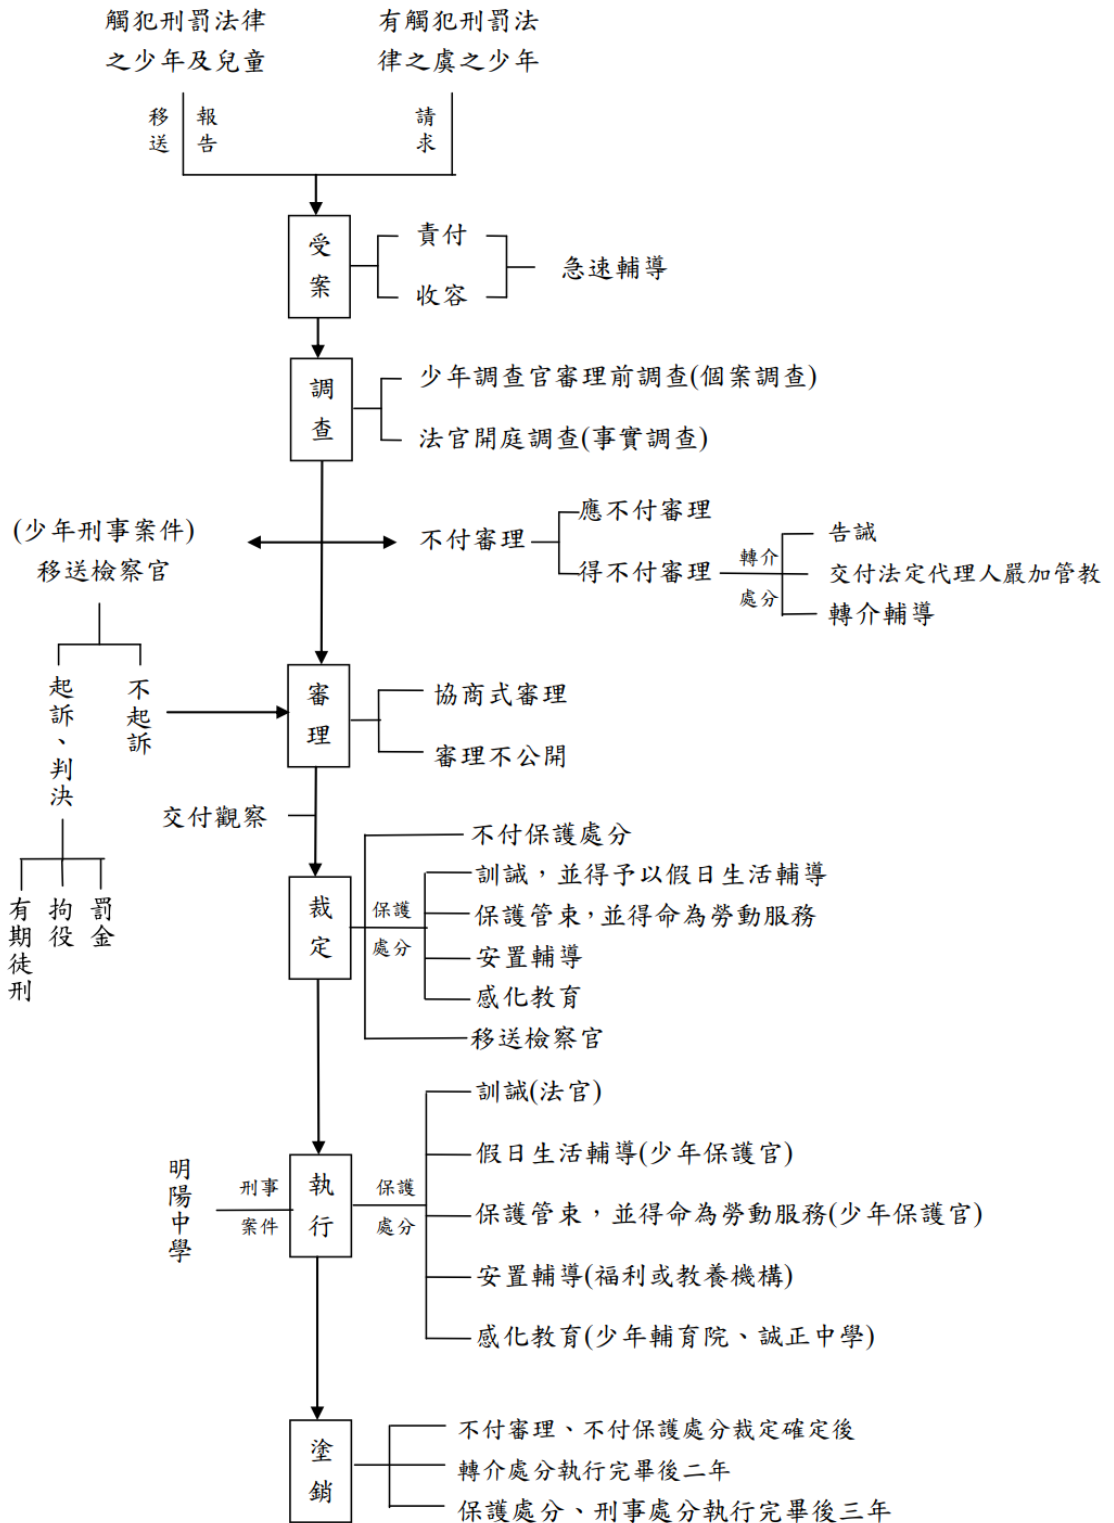 觸犯刑罰法律
之少年及兒童
有觸犯刑罰法
律之虞之少年
移送
報告
請求
受案
責付
收容
急速輔導
調查
少年調查官審理前調查(個案調查)
法官開庭調查(事實調查)
(少年刑事案件)
移送檢察官
不付審理
應不付審理
得不付審理
轉介
處分
告誡
交付法定代理人嚴加管教
轉介輔導
起訴、判決
不起訴
審理
協商式審理
審理不公開
交付觀察
有期徒刑
拘役
罰金
裁定
保護
處分
不付保護處分
訓誡，並得予以假日生活輔導
保護管束，並得命為勞動服務
安置輔導
感化教育
移送檢察官
明陽中學
刑事
案件
執行
保護
處分
訓誡(法官)
假日生活輔導(少年保護官)
保護管束，並得命為勞動服務(少年保護官)
安置輔導(福利或教養機構)
感化教育(少年輔育院、誠正中學)
塗銷
不付審理、不付保護處分裁定確定後
轉介處分執行完畢後二年
保護處分、刑事處分執行完畢後三年